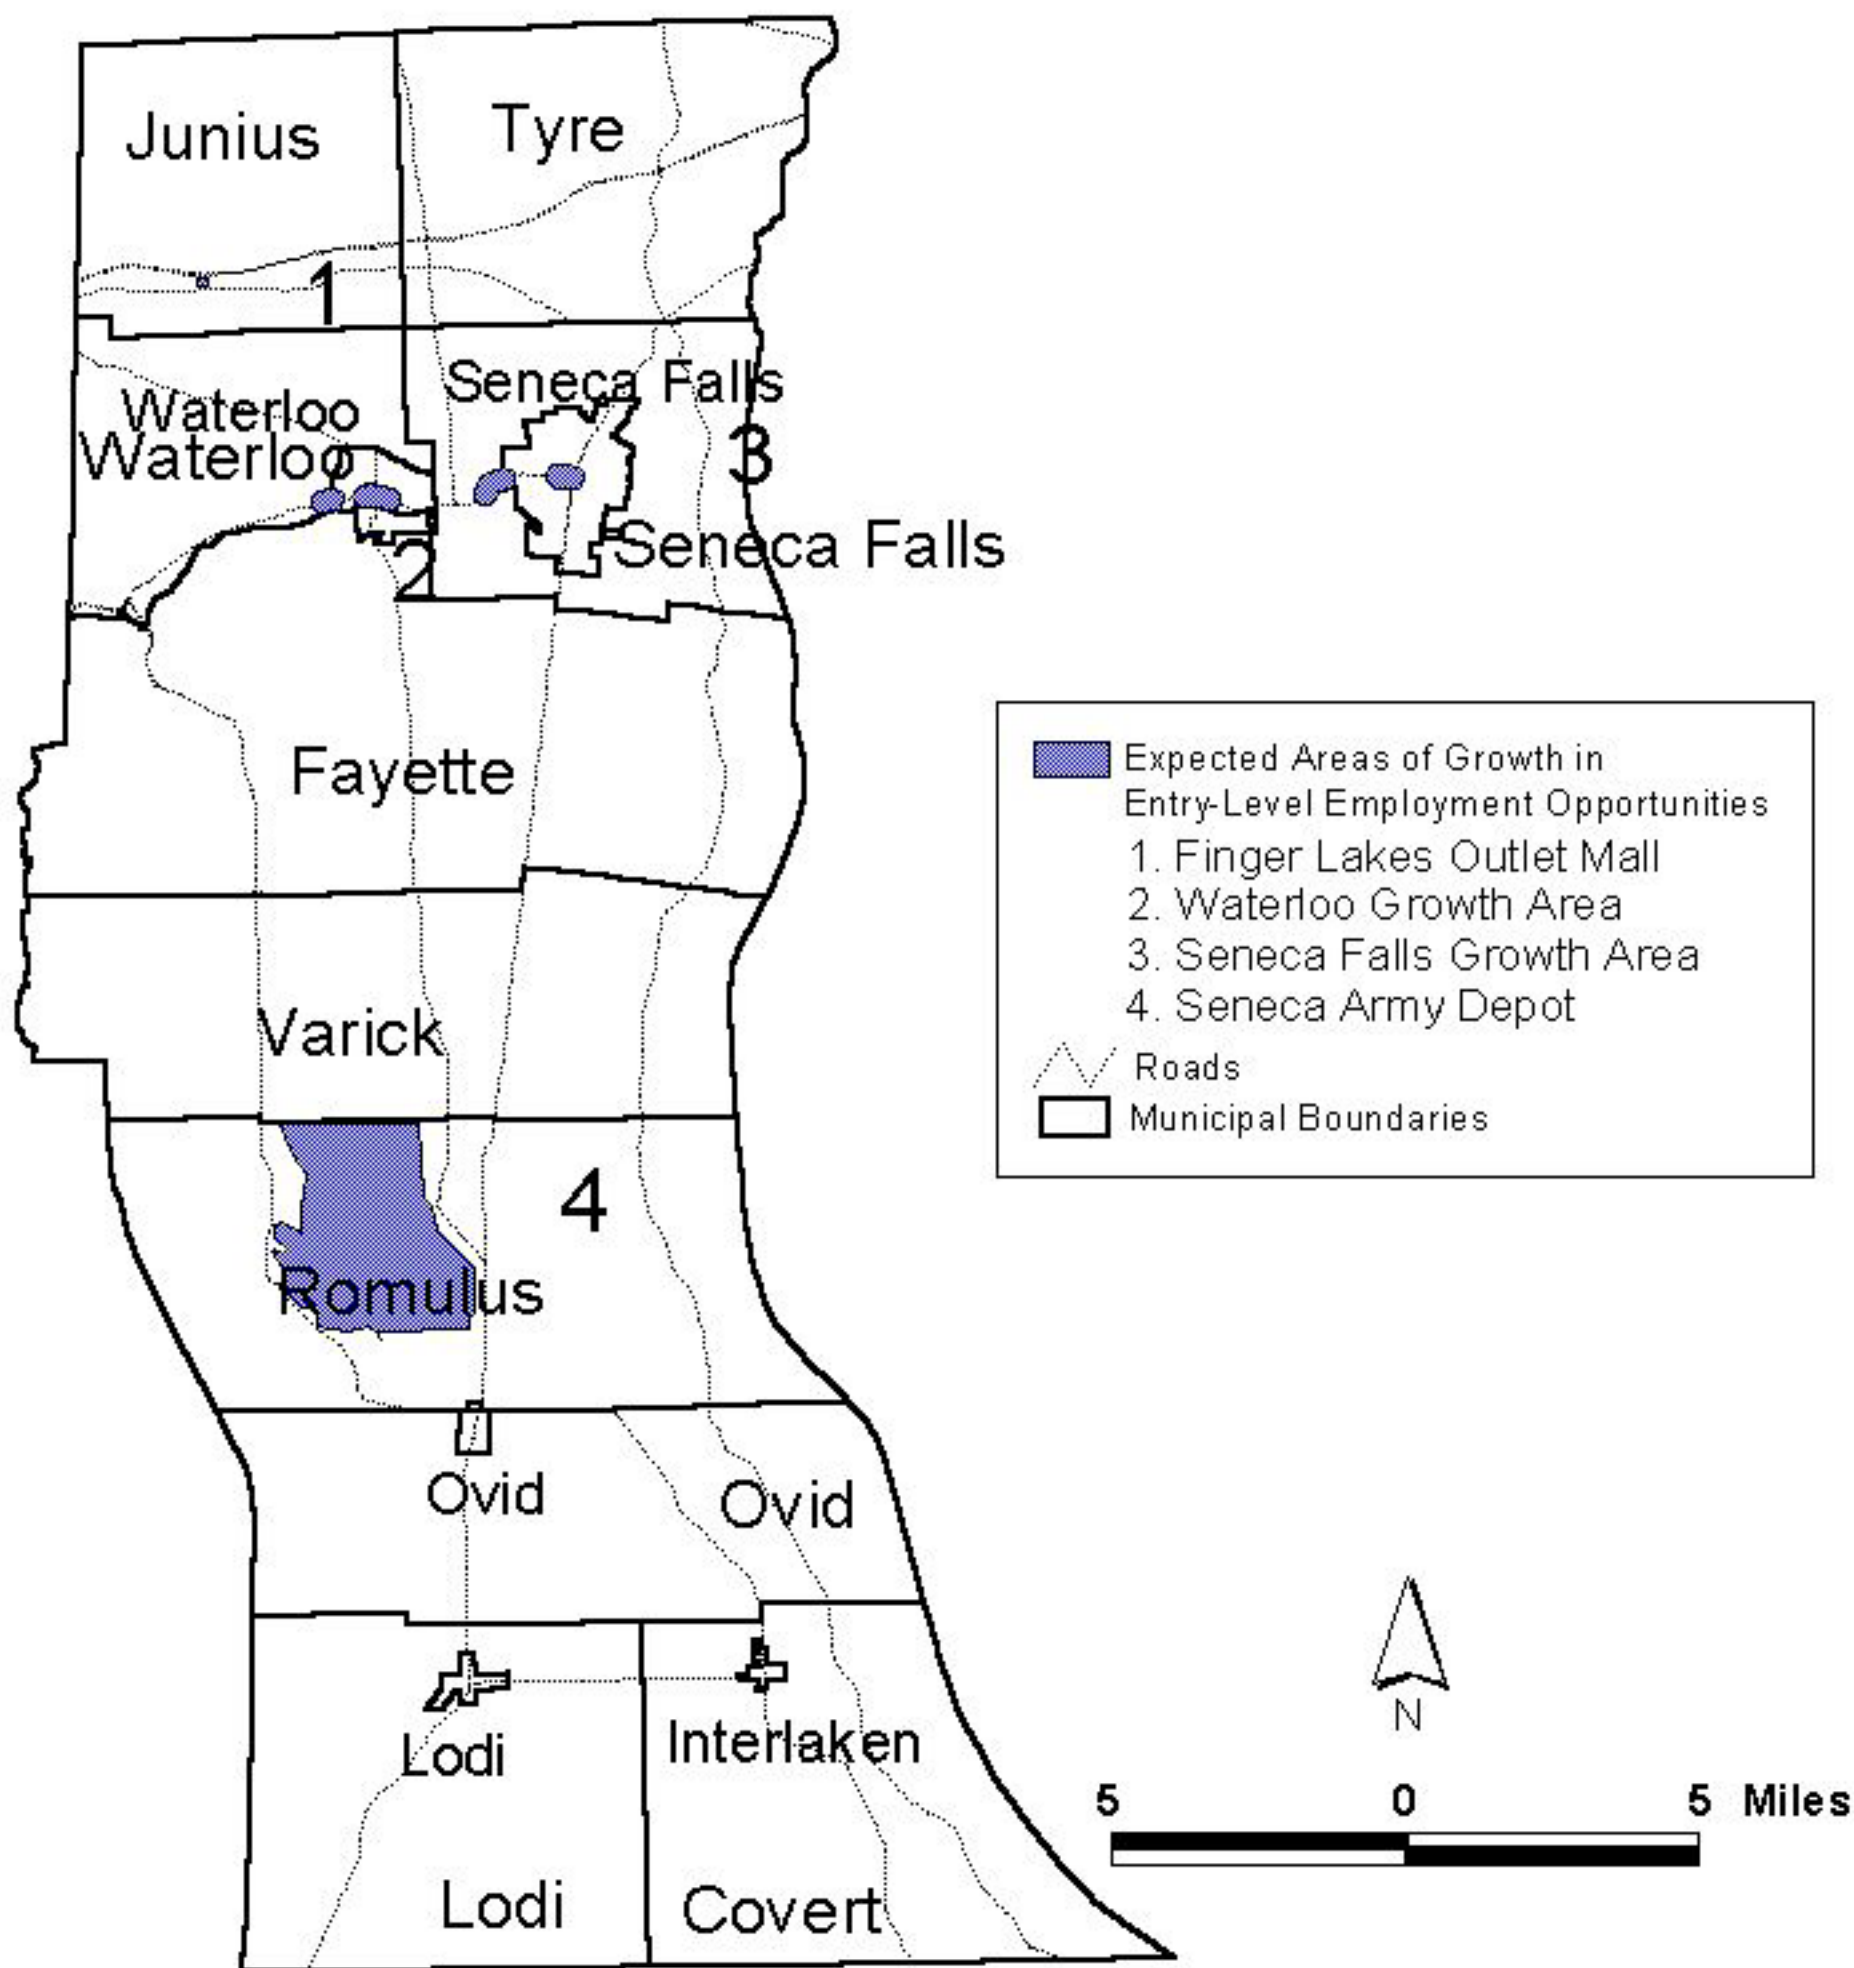 Junius
Tyre
1
Seneca Falls
Waterloo
Waterloo
3
Seneca Falls
2
Fayette
Expected Areas of Growth in
Entry-Level Employment Opportunities
1. Finger Lakes Outlet Mall
2. Waterloo Growth Area
3. Seneca Falls Growth Area
4. Seneca Army Depot
Roads
Municipal Boundaries
Varick
4
Romulus
Ovid
Ovid
Interlaken
Lodi
N
5 0 5 Miles
Lodi
Covert